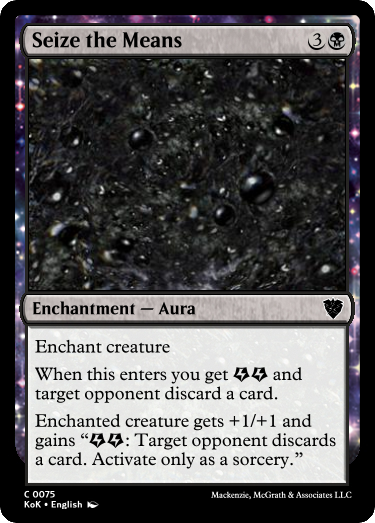 Seize the Means 3
Enchantment — Aura
Enchant creature
When this enters you get and
target opponent discard a card.
Enchanted creature gets +1/+1 and
gains “: Target opponent discards
a card. Activate only as a sorcery.”
C 0075
KoK • English
Mackenzie, McGrath & Associates LLC